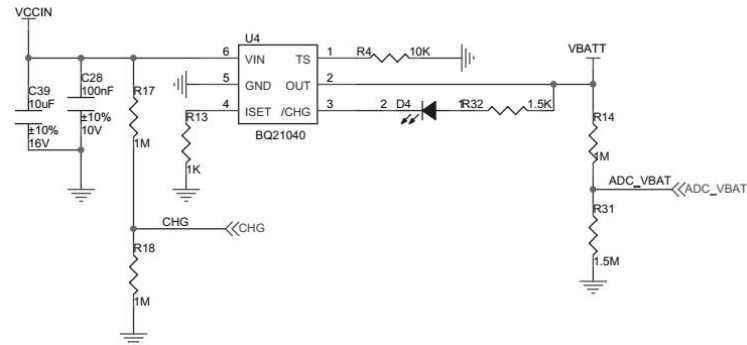 VCCIN
U4
6 VIN TS 1 R4 10K
VBATT
5 GND OUT 2
C39
10uF
±10%
16V
C28
100nF
±10%
10V
R17
1M
4 ISET /CHG 3
2 D4 1 R32 1.5K
BQ21040
R13
1K
R14
1M
ADC_VBAT ADC_VBAT
CHG CHG
R18
1M
R31
1.5M